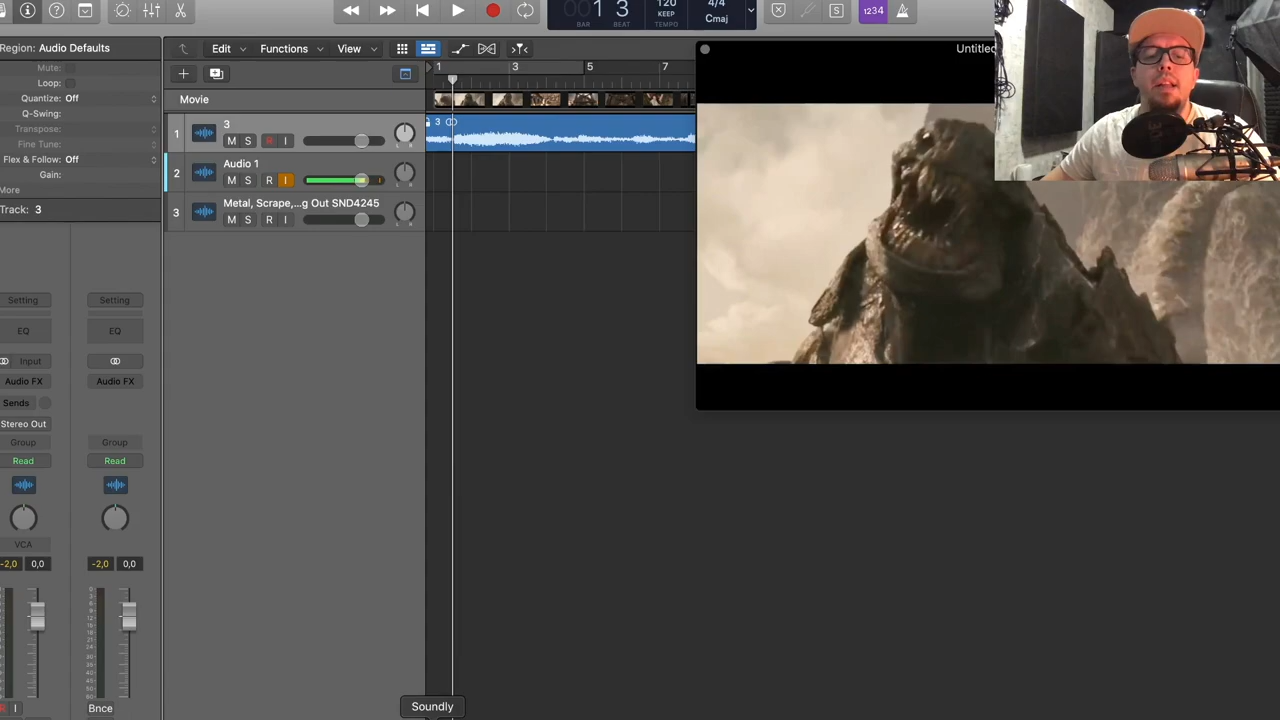 1 3
BAR BEAT
120
KEEP
TEMPO
4/4
Cmaj
S
1234
Region: Audio Defaults
Mute:
Loop:
Quantize: Off
Q-Swing:
Transpose:
Fine Tune:
Flex & Follow: Off
Gain:
More
Track: 3
Edit Functions View
1 3 5 7
Movie
1 3
M S R I
2 Audio 1
M S R I
3 Metal, Scrape,...g Out SND4245
M S R I
3
Setting Setting
EQ EQ
Input
Audio FX Audio FX
Sends
Stereo Out
Group Group
Read Read
VCA
-2,0 0,0 -2,0 0,0
R I Bnce
Soundly